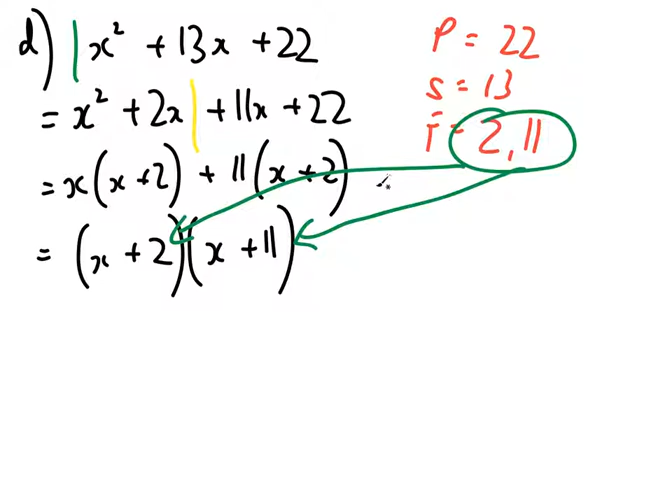 d) x² + 13x + 22
= x² + 2x + 11x + 22
= x(x + 2) + 11(x + 2)
= (x + 2)(x + 11)
P = 22
S = 13
F = 2, 11